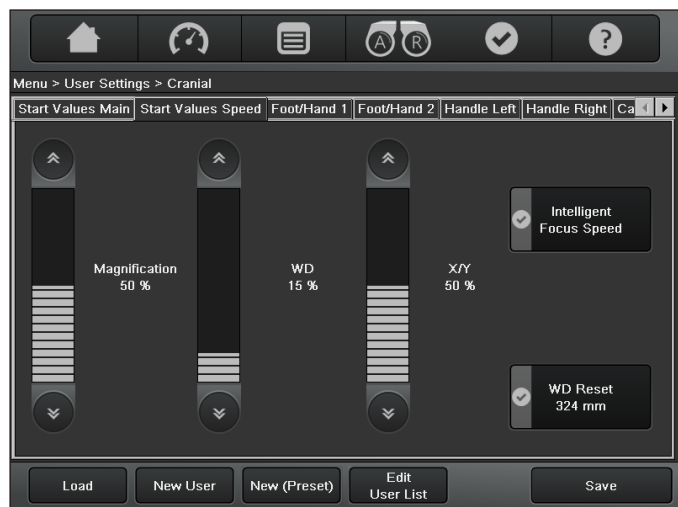 A R ?
Menu > User Settings > Cranial
Start Values Main Start Values Speed Foot/Hand 1 Foot/Hand 2 Handle Left Handle Right Ca
Intelligent
Focus Speed
Magnification WD X/Y
50 % 15 % 50 %
WD Reset
324 mm
Load New User New (Preset) Edit User List Save